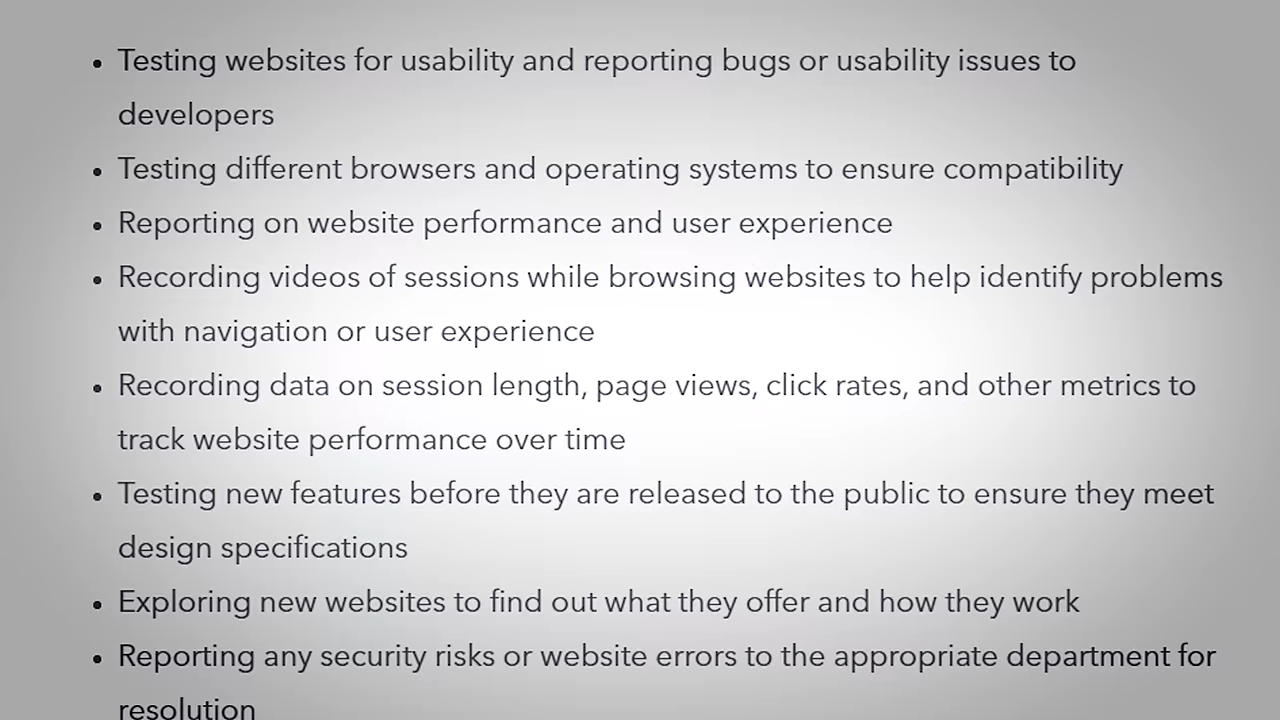 • Testing websites for usability and reporting bugs or usability issues to
developers
• Testing different browsers and operating systems to ensure compatibility
• Reporting on website performance and user experience
• Recording videos of sessions while browsing websites to help identify problems
with navigation or user experience
• Recording data on session length, page views, click rates, and other metrics to
track website performance over time
• Testing new features before they are released to the public to ensure they meet
design specifications
• Exploring new websites to find out what they offer and how they work
• Reporting any security risks or website errors to the appropriate department for
resolution